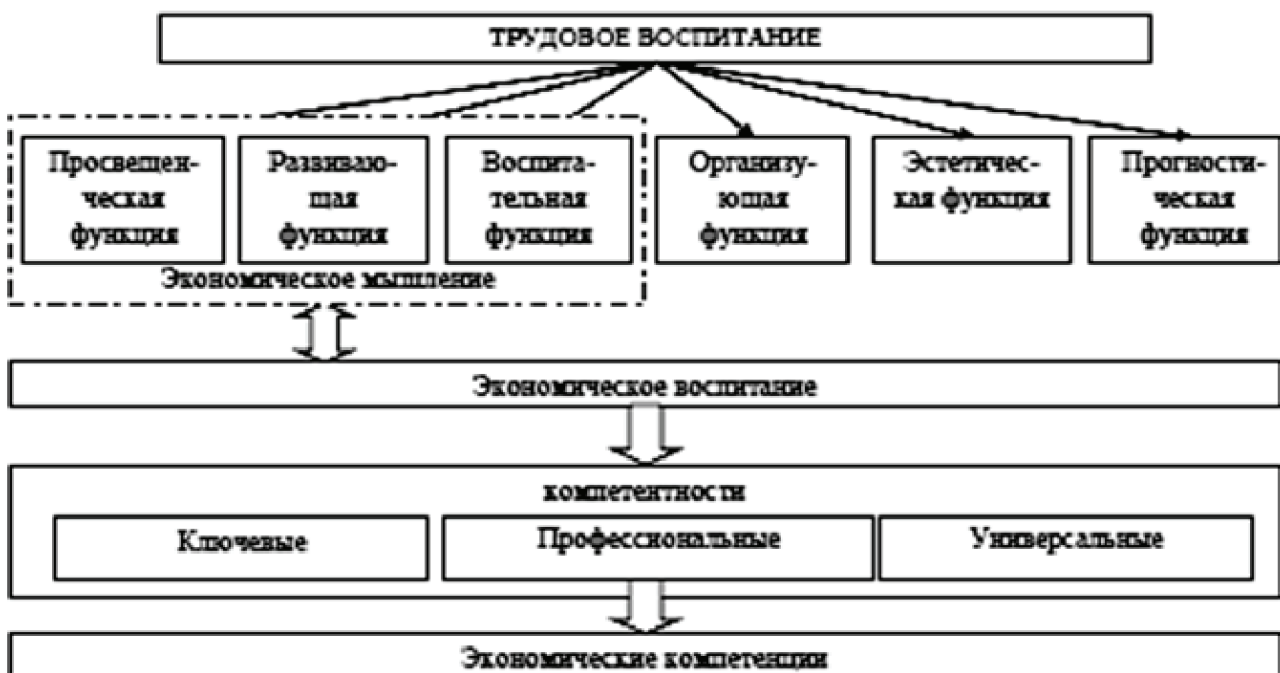 ТРУДОВОЕ ВОСПИТАНИЕ
Просвещен-
ческая
функция
Развиваю-
щая
функция
Воспита-
тельная
функция
Организу-
ющая
функция
Эстетичес-
кая функция
Прогности-
ческая
функция
Экономическое мышление
Экономическое воспитание
компетентности
Ключевые
Профессиональные
Универсальные
Экономические компетенции